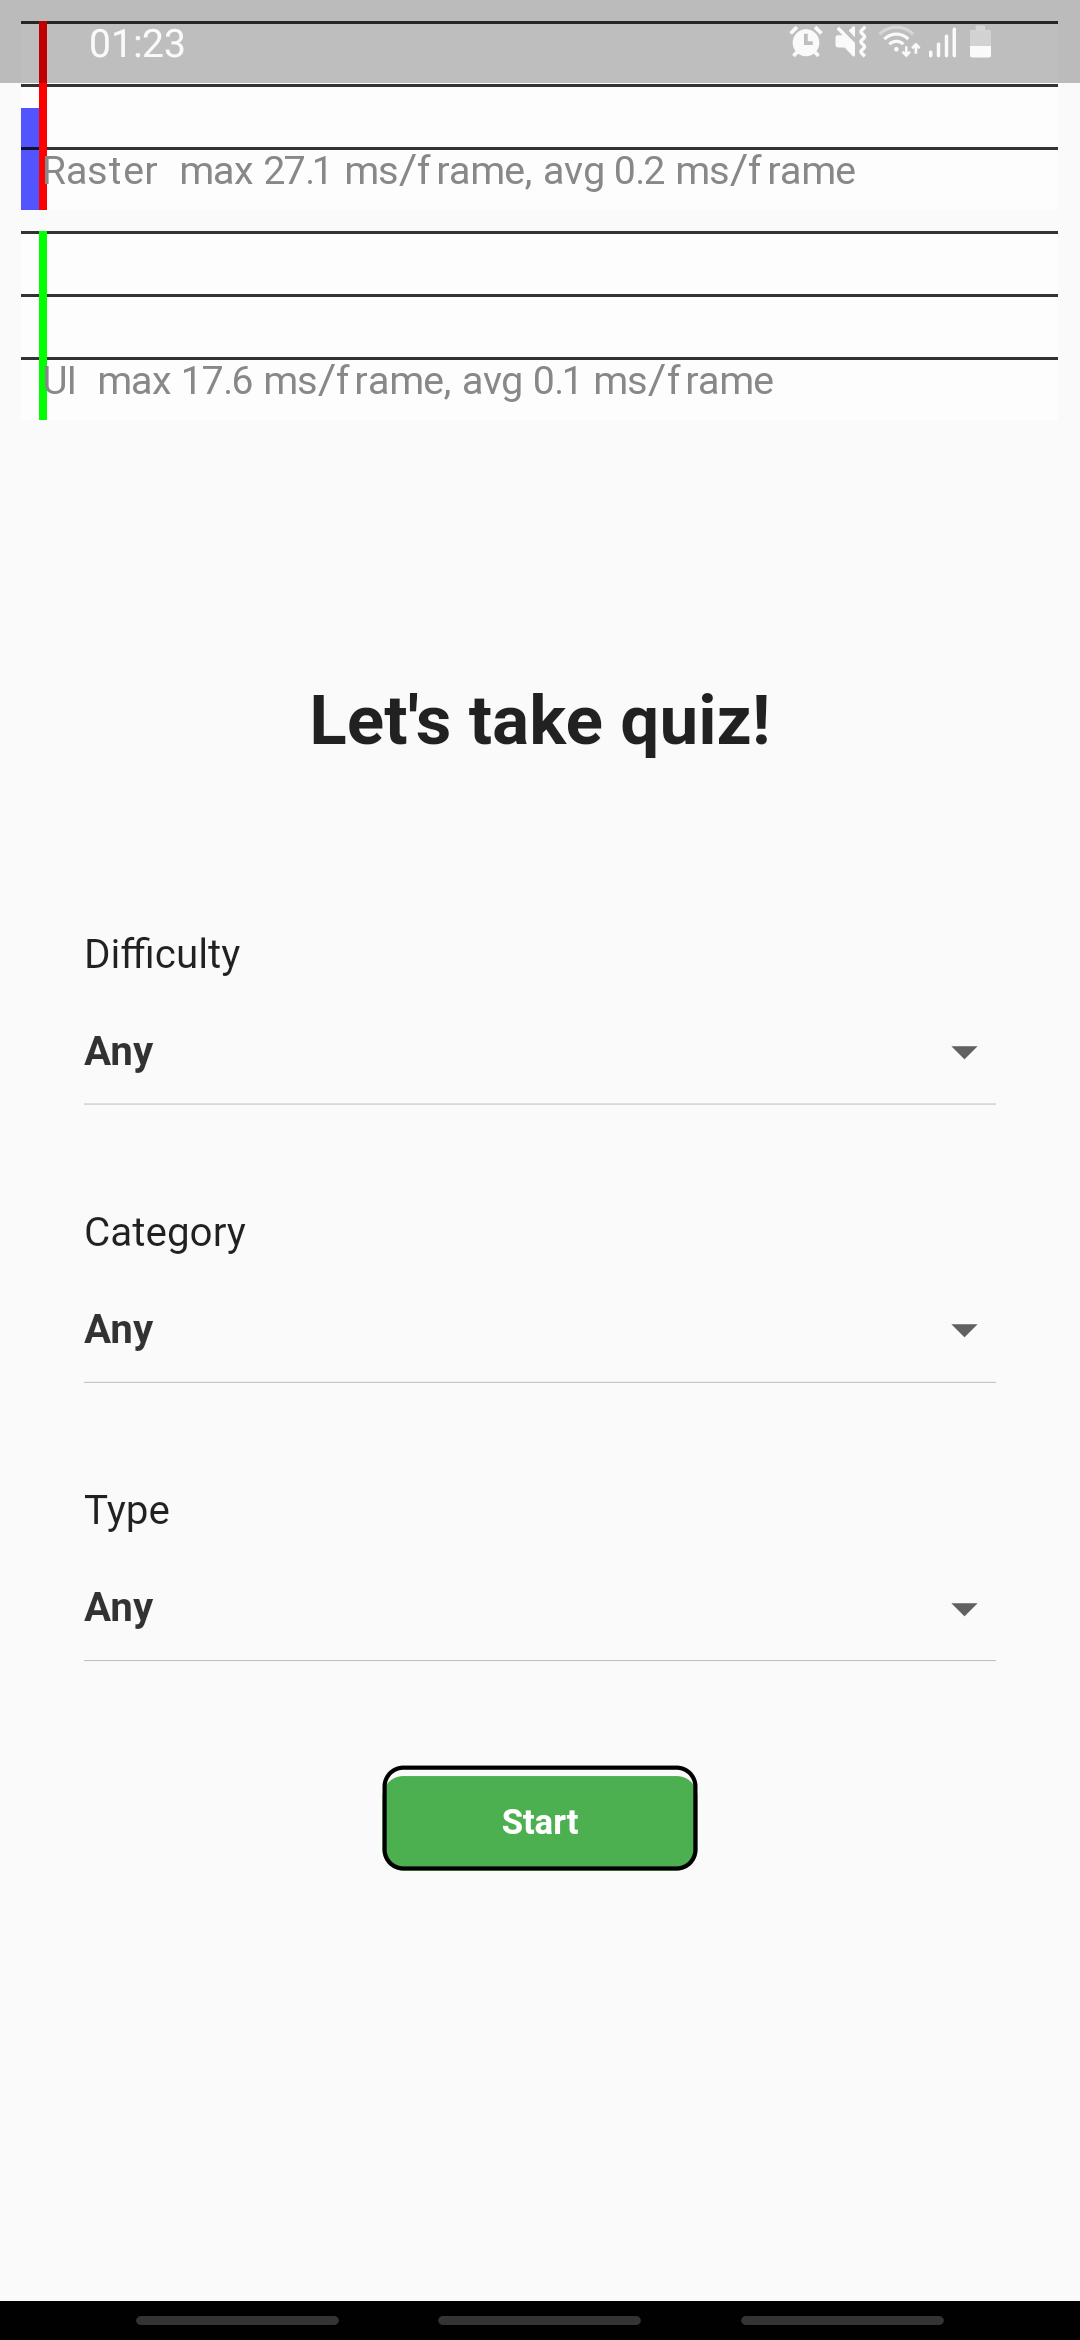 01:23
Raster max 27.1 ms/frame, avg 0.2 ms/frame
UI max 17.6 ms/frame, avg 0.1 ms/frame
Let's take quiz!
Difficulty
Any
Category
Any
Type
Any
Start